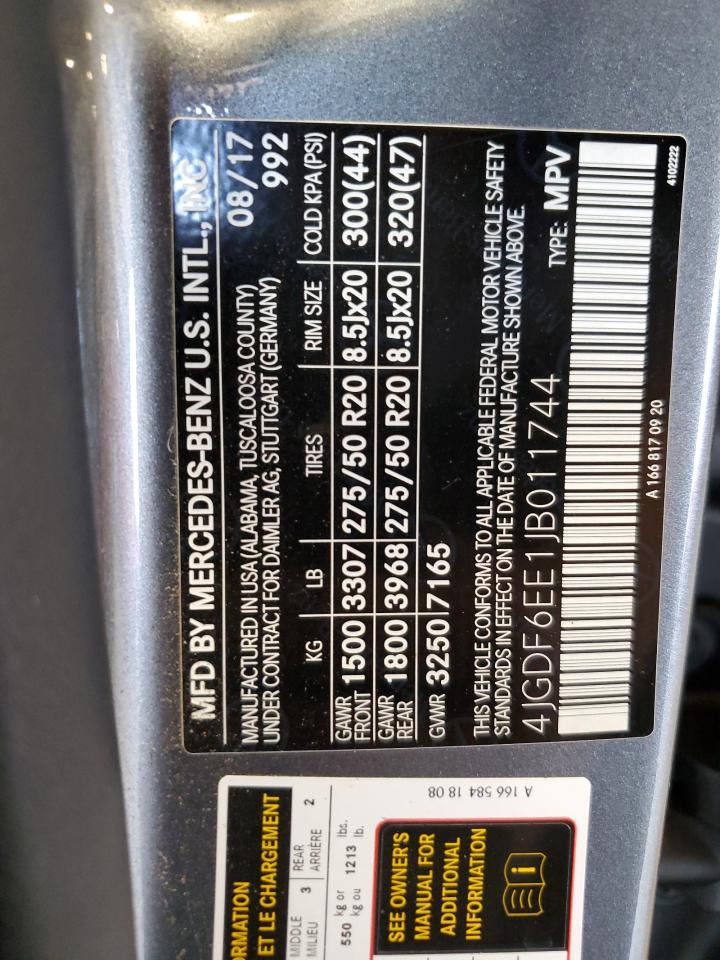 MFD BY MERCEDES-BENZ U.S. INTL., INC
MANUFACTURED IN USA (ALABAMA, TUSCALOOSA COUNTY) 08/17
UNDER CONTRACT FOR DAIMLER AG, STUTTGART (GERMANY) 992
KG LB TIRES RIM SIZE COLD KPA(PSI)
GAWR FRONT 1500 3307 275/50 R20 8.5Jx20 300(44)
GAWR REAR 1800 3968 275/50 R20 8.5Jx20 320(47)
GVWR 3250 7165
THIS VEHICLE CONFORMS TO ALL APPLICABLE FEDERAL MOTOR VEHICLE SAFETY
STANDARDS IN EFFECT ON THE DATE OF MANUFACTURE SHOWN ABOVE.
4JGDF6EE1JB011744 TYPE: MPV
A 166 817 09 20 4102222
ORMATION
ET LE CHARGEMENT
MIDDLE 3 REAR 2
MILIEU ARRIÈRE
550 kg or 1213 lbs.
kg ou lb.
SEE OWNER'S
MANUAL FOR
ADDITIONAL
INFORMATION
A 166 584 18 08